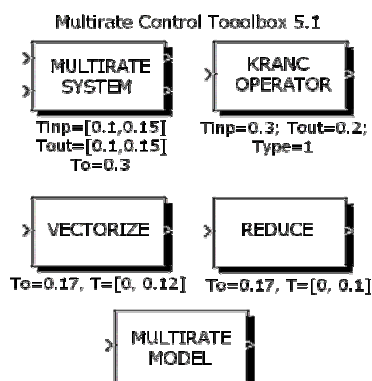 Multirate Control Tooolbox 5.1
MULTIRATE
SYSTEM
Tinp=[0.1,0.15]
Tout=[0.1,0.15]
To=0.3
KRANC
OPERATOR
Tinp=0.3; Tout=0.2;
Type=1
VECTORIZE
To=0.17, T=[0, 0.12]
REDUCE
To=0.17, T=[0, 0.1]
MULTIRATE
MODEL